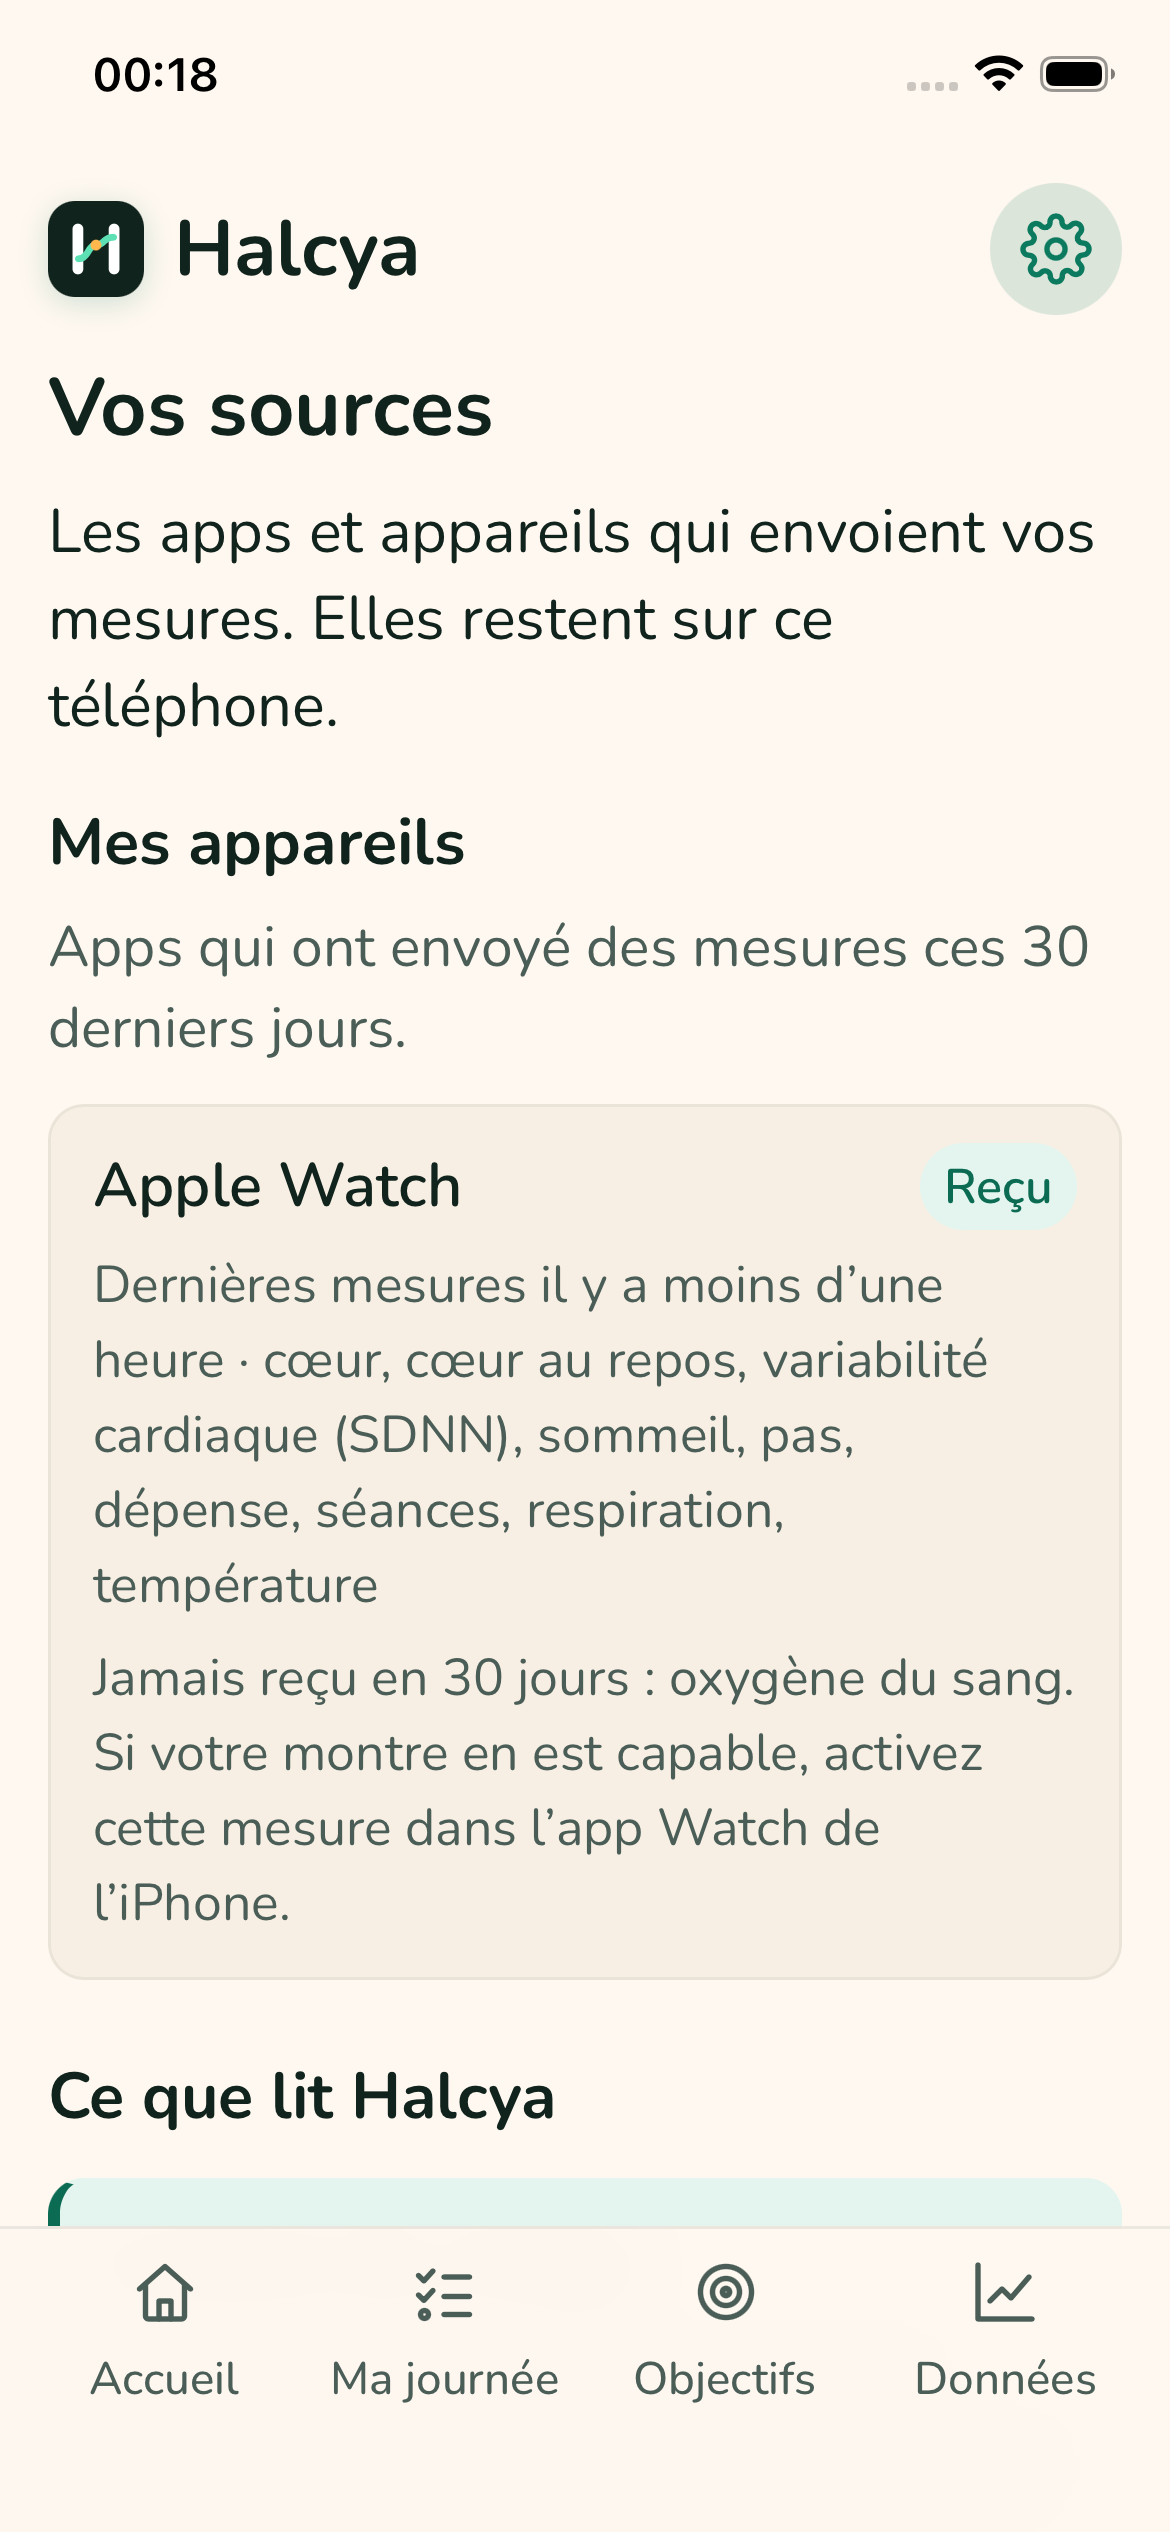 00:18
Halcya
Vos sources
Les apps et appareils qui envoient vos
mesures. Elles restent sur ce
téléphone.
Mes appareils
Apps qui ont envoyé des mesures ces 30
derniers jours.
Apple Watch
Reçu
Dernières mesures il y a moins d’une
heure · cœur, cœur au repos, variabilité
cardiaque (SDNN), sommeil, pas,
dépense, séances, respiration,
température
Jamais reçu en 30 jours : oxygène du sang.
Si votre montre en est capable, activez
cette mesure dans l’app Watch de
l’iPhone.
Ce que lit Halcya
Accueil
Ma journée
Objectifs
Données